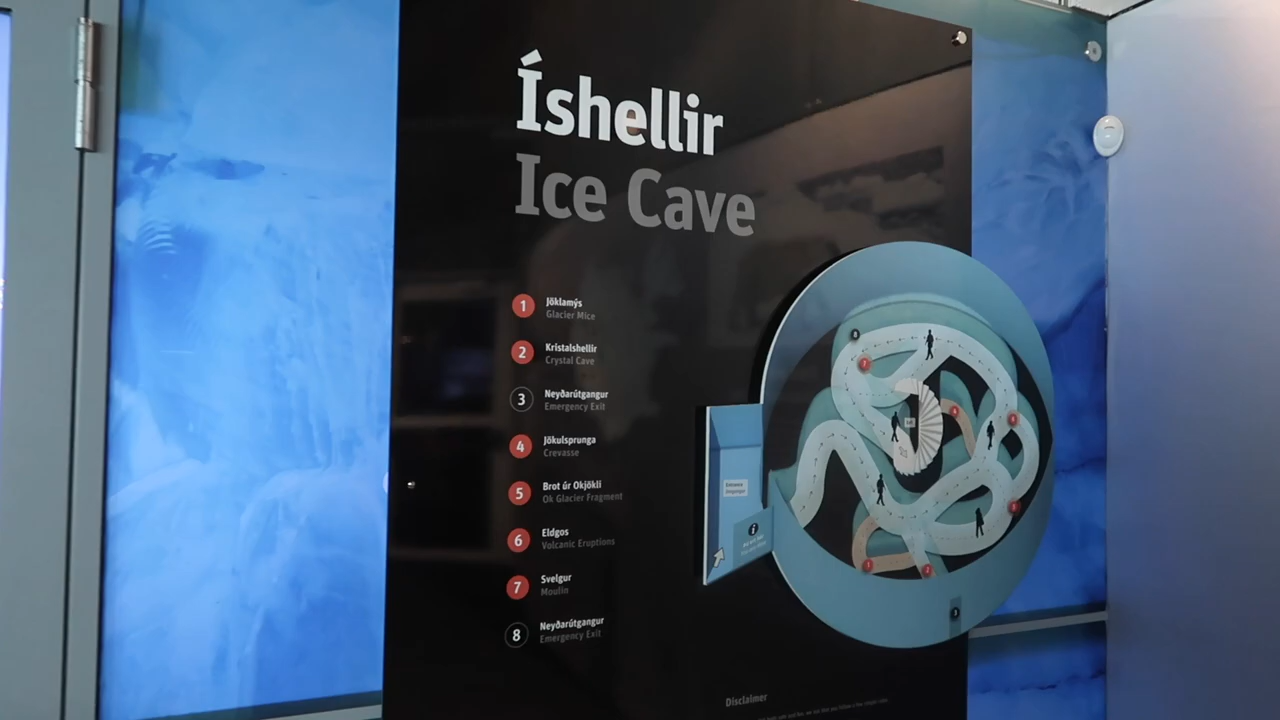 Íshellir
Ice Cave
1 Jöklamýs
Glacier Mice
2 Kristalshellir
Crystal Cave
3 Neyðarútgangur
Emergency Exit
4 Jökulsprunga
Crevasse
5 Brot úr Okjökli
Ok Glacier Fragment
6 Eldgos
Volcanic Eruptions
7 Svelgur
Moulin
8 Neyðarútgangur
Emergency Exit
Entrance
Disclaimer